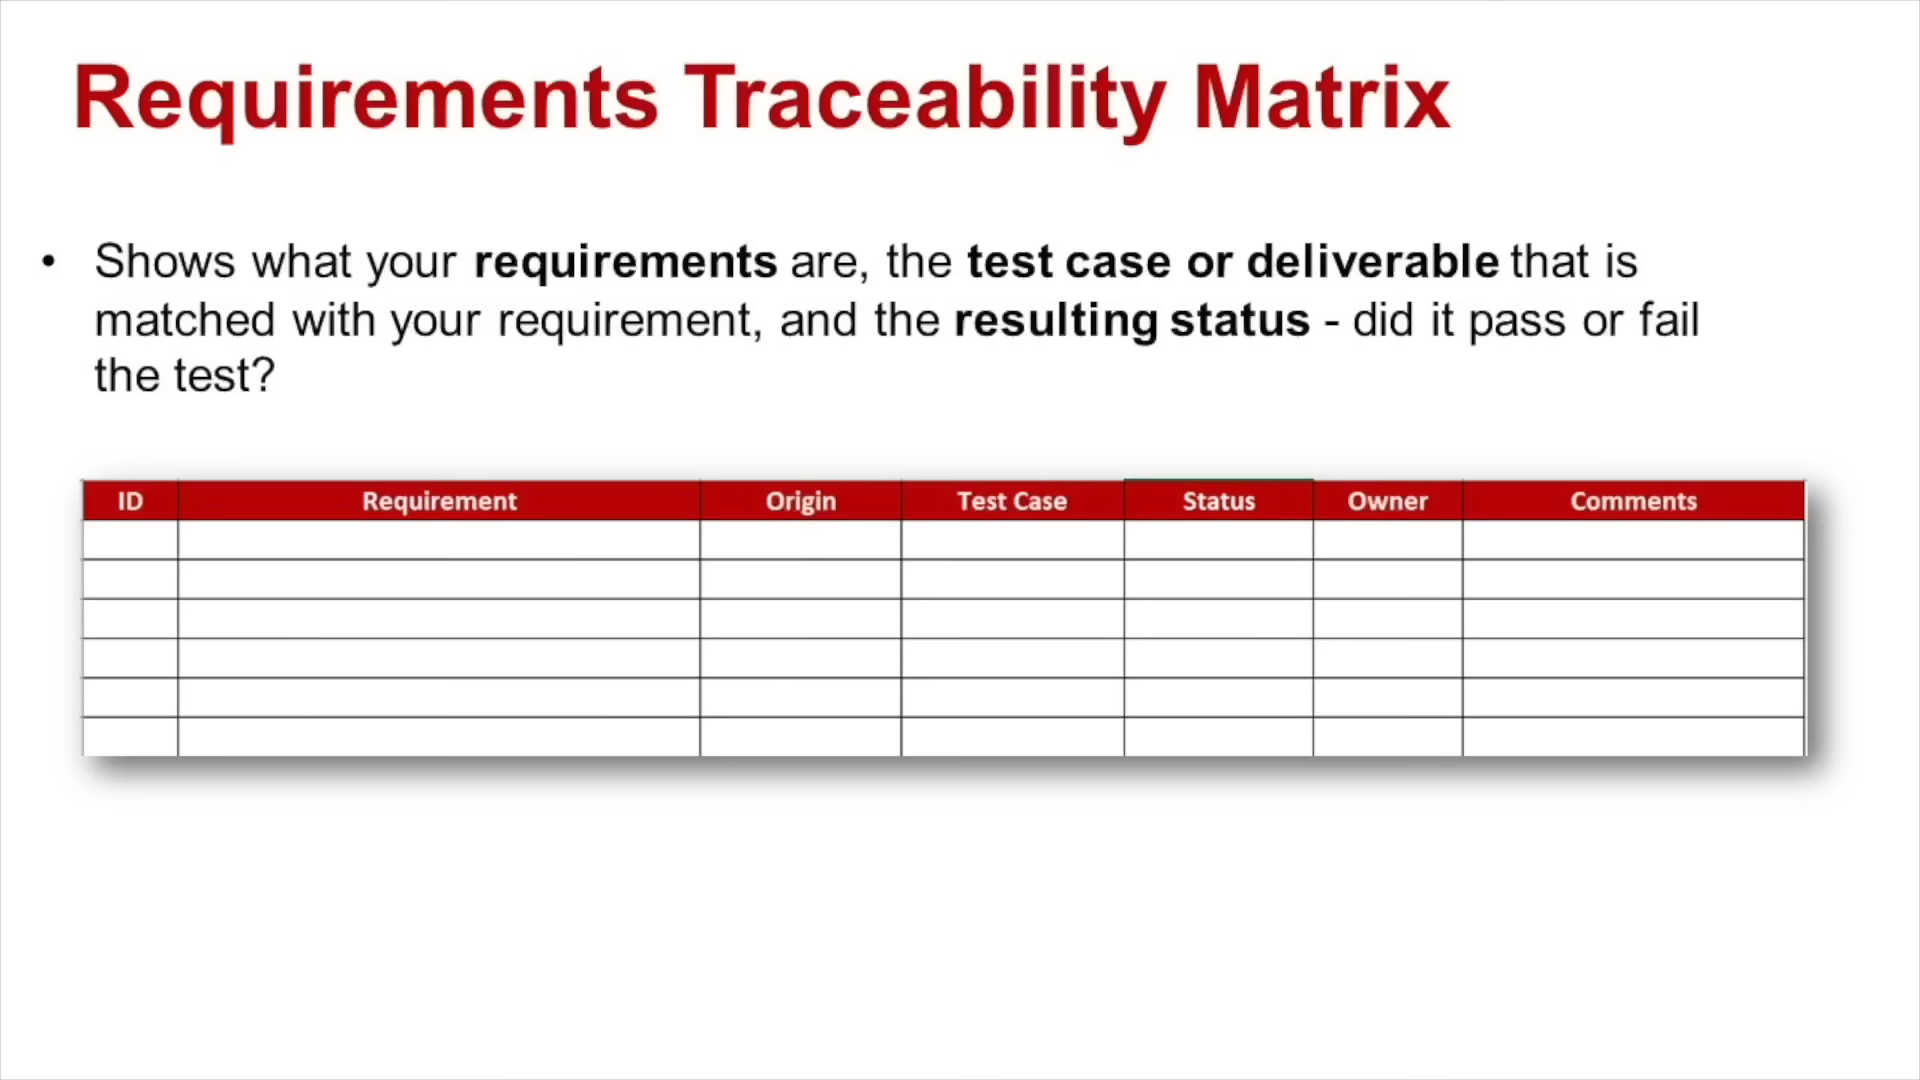 Requirements Traceability Matrix
• Shows what your requirements are, the test case or deliverable that is
matched with your requirement, and the resulting status - did it pass or fail
the test?
ID Requirement Origin Test Case Status Owner Comments